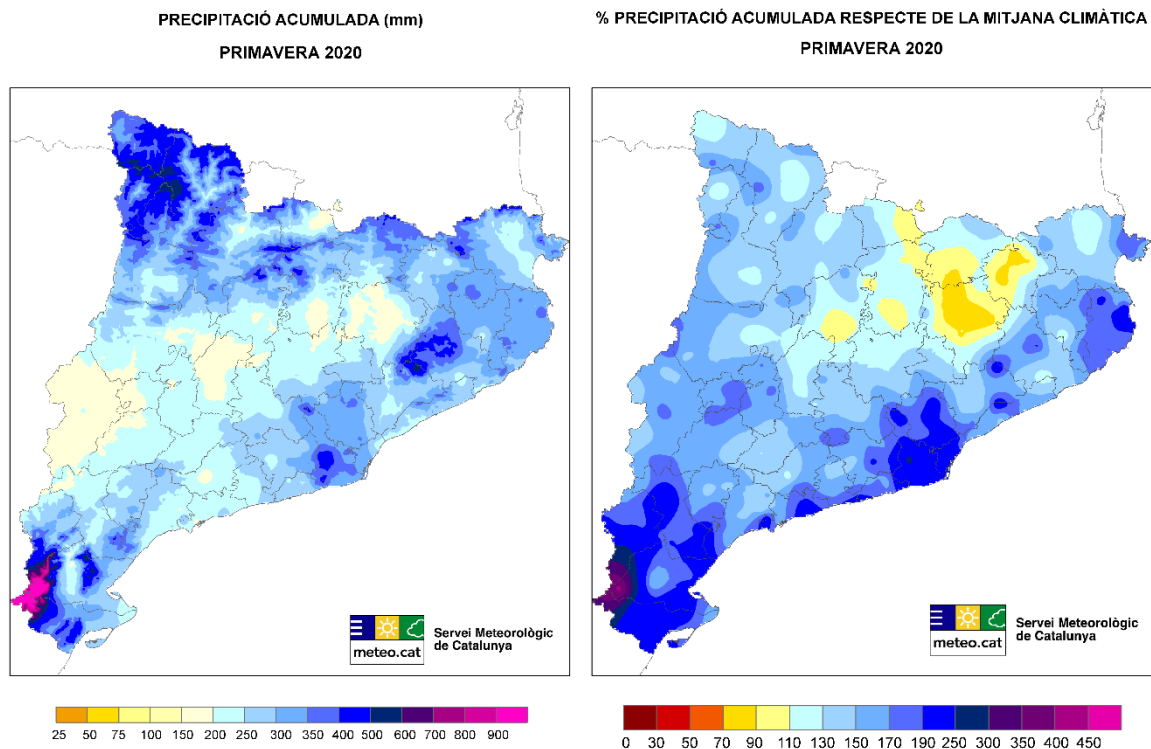 PRECIPITACIÓ ACUMULADA (mm)
PRIMAVERA 2020
% PRECIPITACIÓ ACUMULADA RESPECTE DE LA MITJANA CLIMÀTICA
PRIMAVERA 2020
meteo.cat
Servei Meteorològic
de Catalunya
meteo.cat
Servei Meteorològic
de Catalunya
25 50 75 100 150 200 250 300 350 400 500 600 700 800 900
0 30 50 70 90 110 130 150 170 190 250 300 350 400 450